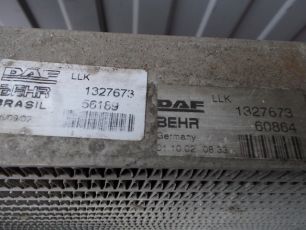 DAF LLK
BEHR 1327673
BRASIL 56189
DAF LLK
1327673
BEHR 60864
Germany